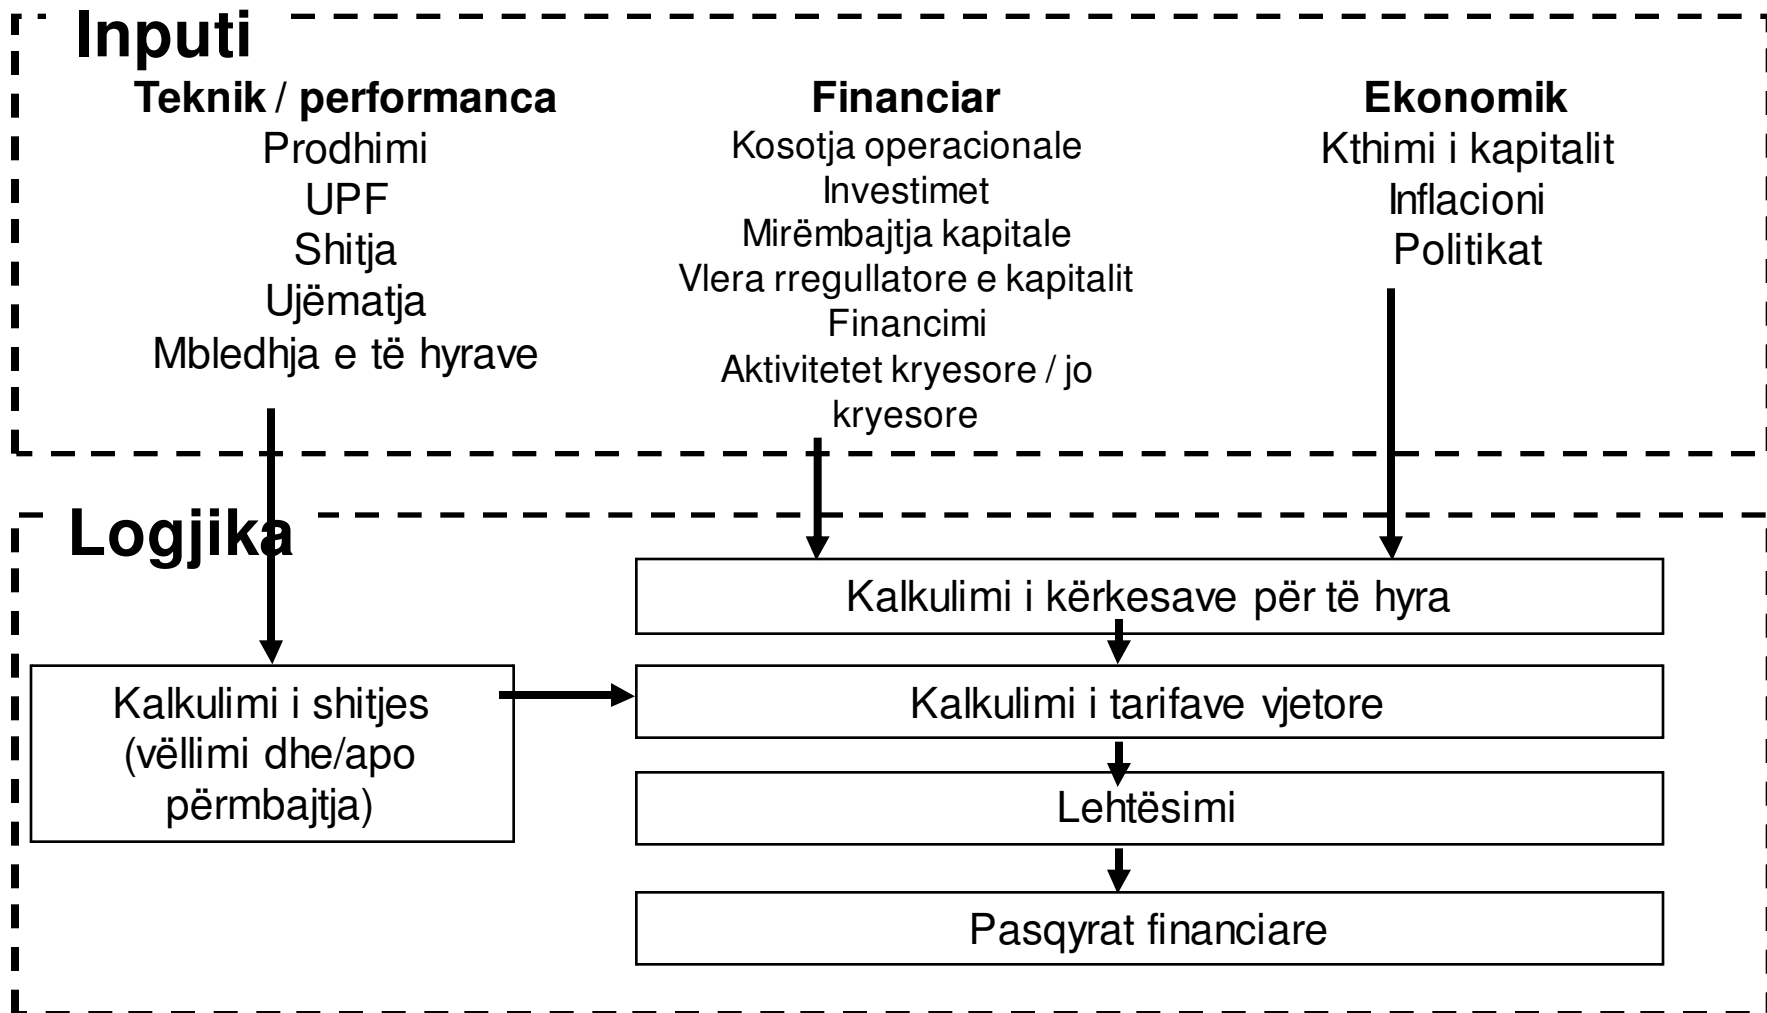 Inputi
Teknik / performanca
Prodhimi
UPF
Shitja
Ujëmatja
Mbledhja e të hyrave
Financiar
Kosotja operacionale
Investimet
Mirëmbajtja kapitale
Vlera rregullatore e kapitalit
Financimi
Aktivitetet kryesore / jo
kryesore
Ekonomik
Kthimi i kapitalit
Inflacioni
Politikat
Logjika
Kalkulimi i kërkesave për të hyra
Kalkulimi i shitjes
(vëllimi dhe/apo
përmbajtja)
Kalkulimi i tarifave vjetore
Lehtësimi
Pasqyrat financiare